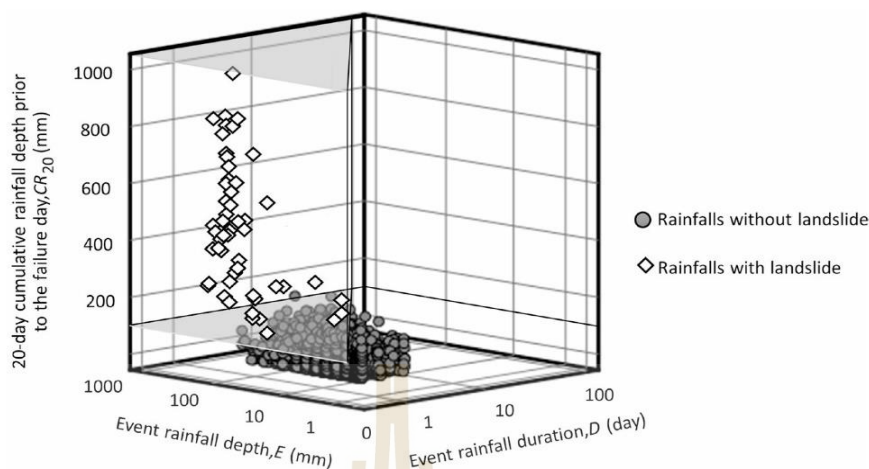 20-day cumulative rainfall depth prior
to the failure day,CR20 (mm)
1000
800
600
400
200
1000
100
10
1
0
1
10
100
Event rainfall depth,E (mm)
Event rainfall duration,D (day)
Rainfalls without landslide
Rainfalls with landslide